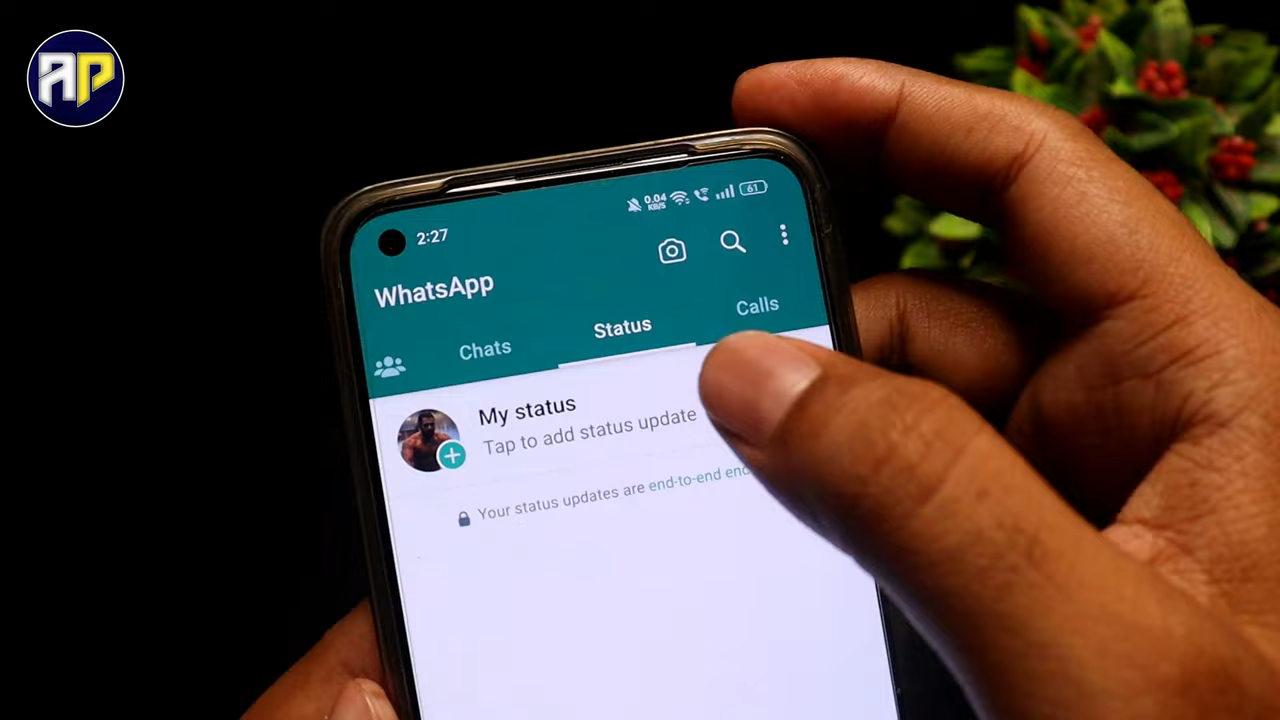 AP
2:27
0.04
KB/S
61
WhatsApp
Chats
Status
Calls
My status
Tap to add status update
Your status updates are end-to-end